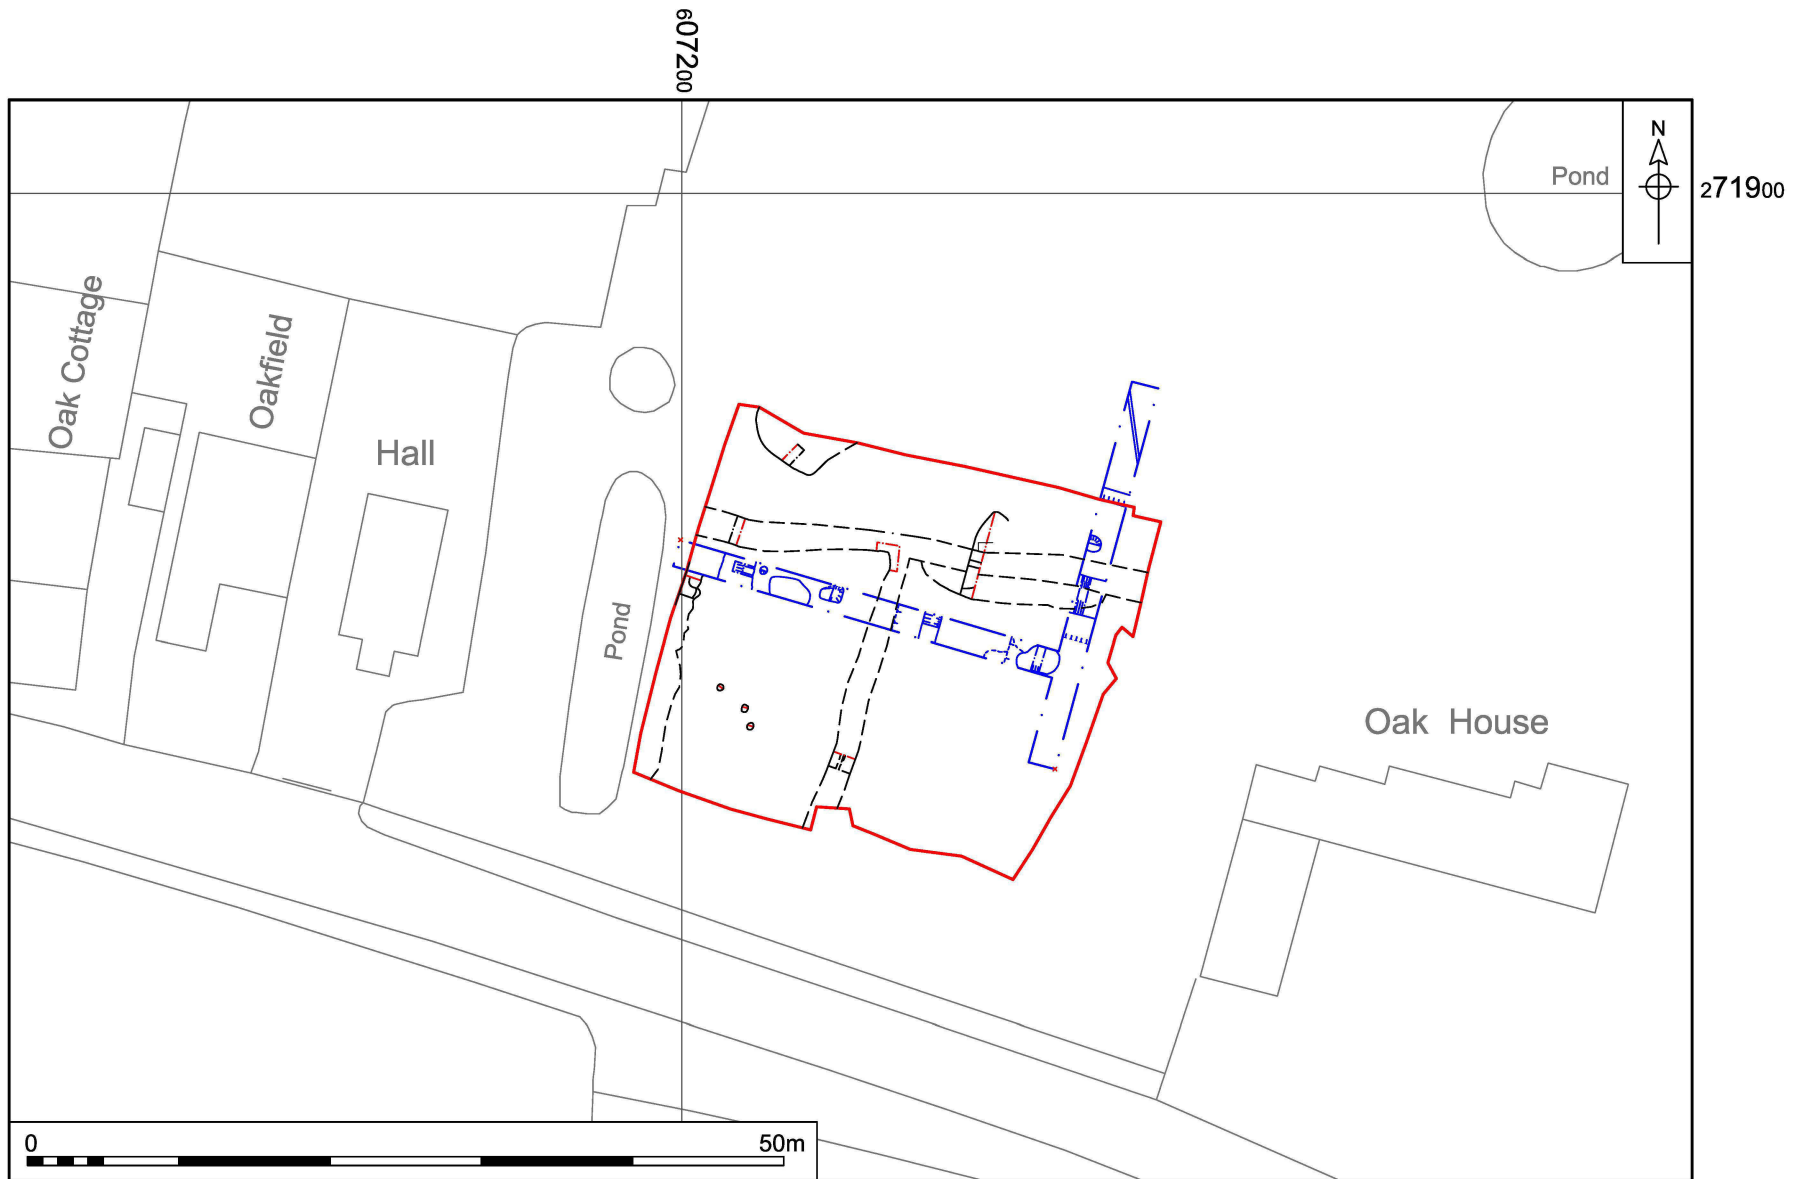 607200
N
271900
Pond
Oak Cottage
Oakfield
Hall
Pond
Oak House
0 50m